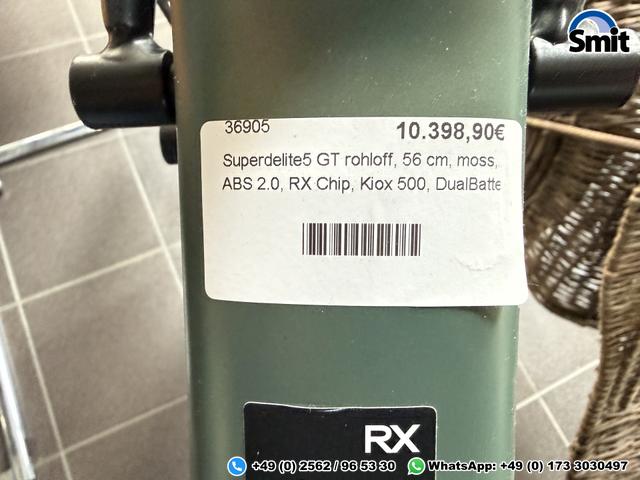 Smit
36905 10.398,90€
Superdelite5 GT rohloff, 56 cm, moss,
ABS 2.0, RX Chip, Kiox 500, DualBatte
RX
+49 (0) 2562 / 96 53 30 WhatsApp: +49 (0) 173 3030497